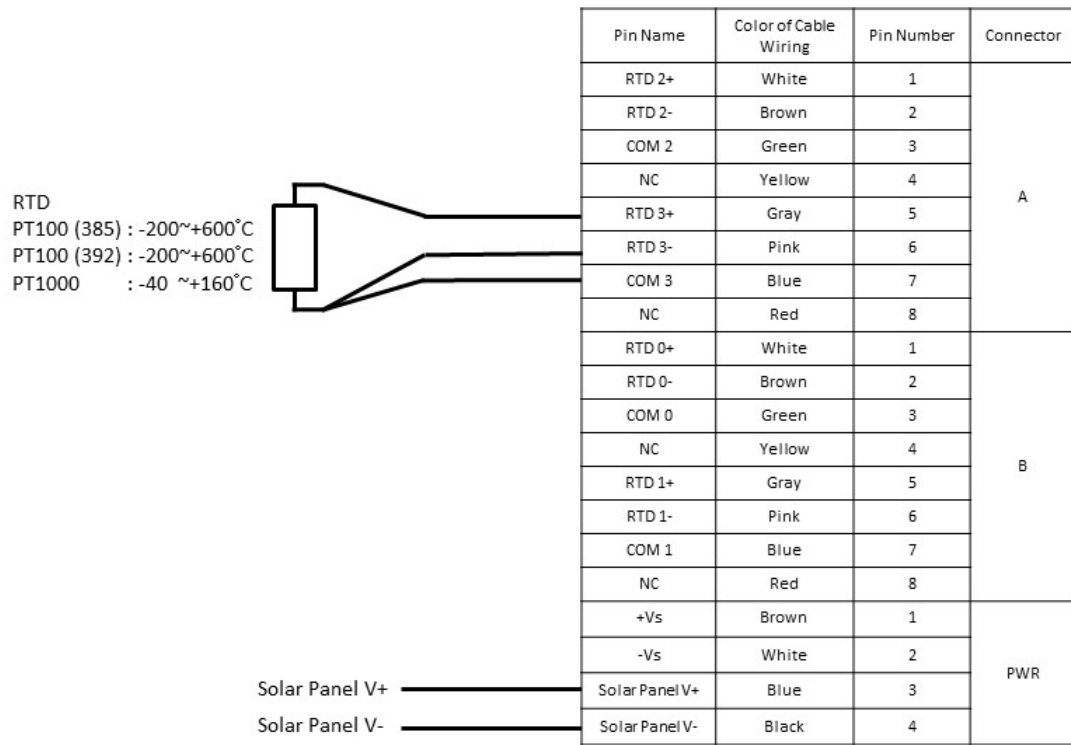 Pin Name Color of Cable Wiring Pin Number Connector
RTD 2+ White 1
RTD 2- Brown 2
COM 2 Green 3
NC Yellow 4
A
RTD 3+ Gray 5
RTD 3- Pink 6
COM 3 Blue 7
NC Red 8
RTD
PT100 (385) : -200~+600°C
PT100 (392) : -200~+600°C
PT1000 : -40 ~+160°C
RTD 0+ White 1
RTD 0- Brown 2
COM 0 Green 3
NC Yellow 4
B
RTD 1+ Gray 5
RTD 1- Pink 6
COM 1 Blue 7
NC Red 8
+Vs Brown 1
-Vs White 2
PWR
Solar Panel V+ Solar Panel V+ Blue 3
Solar Panel V- Solar Panel V- Black 4